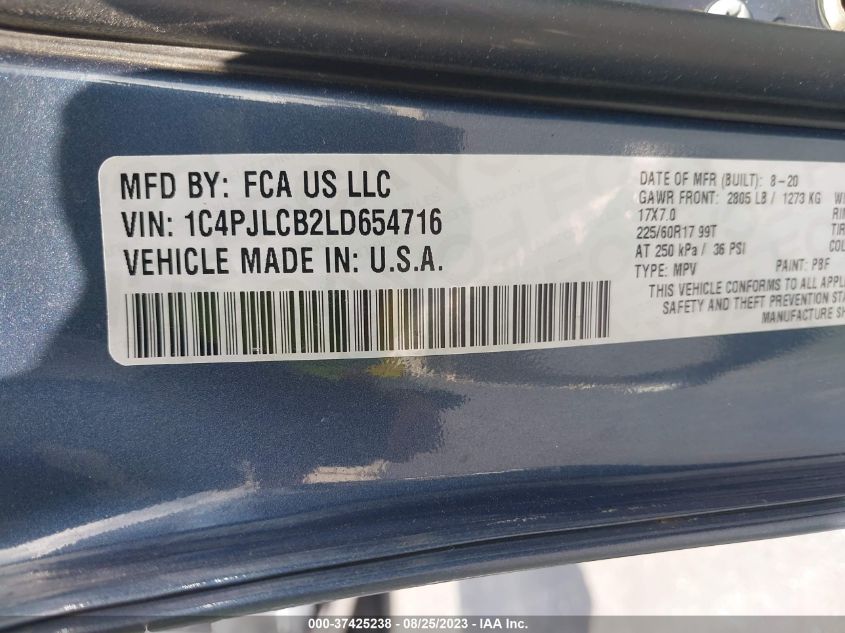 MFD BY: FCA US LLC
VIN: 1C4PJLCB2LD654716
VEHICLE MADE IN: U.S.A.
DATE OF MFR (BUILT): 8-20
GAWR FRONT: 2805 LB / 1273 KG
17X7.0
225/60R17 99T
AT 250 kPa / 36 PSI
TYPE: MPV PAINT: PBF
THIS VEHICLE CONFORMS TO ALL
SAFETY AND THEFT PREVENTION
MANUFACTURE
000-37425238 - 08/25/2023 - IAA Inc.